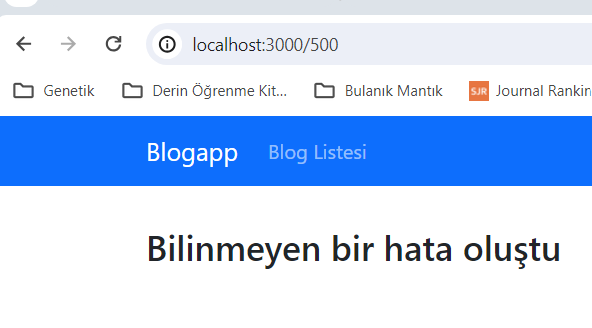 localhost:3000/500
Genetik Derin Öğrenme Kit... Bulanık Mantık SJR Journal Rankin
Blogapp Blog Listesi
Bilinmeyen bir hata oluştu